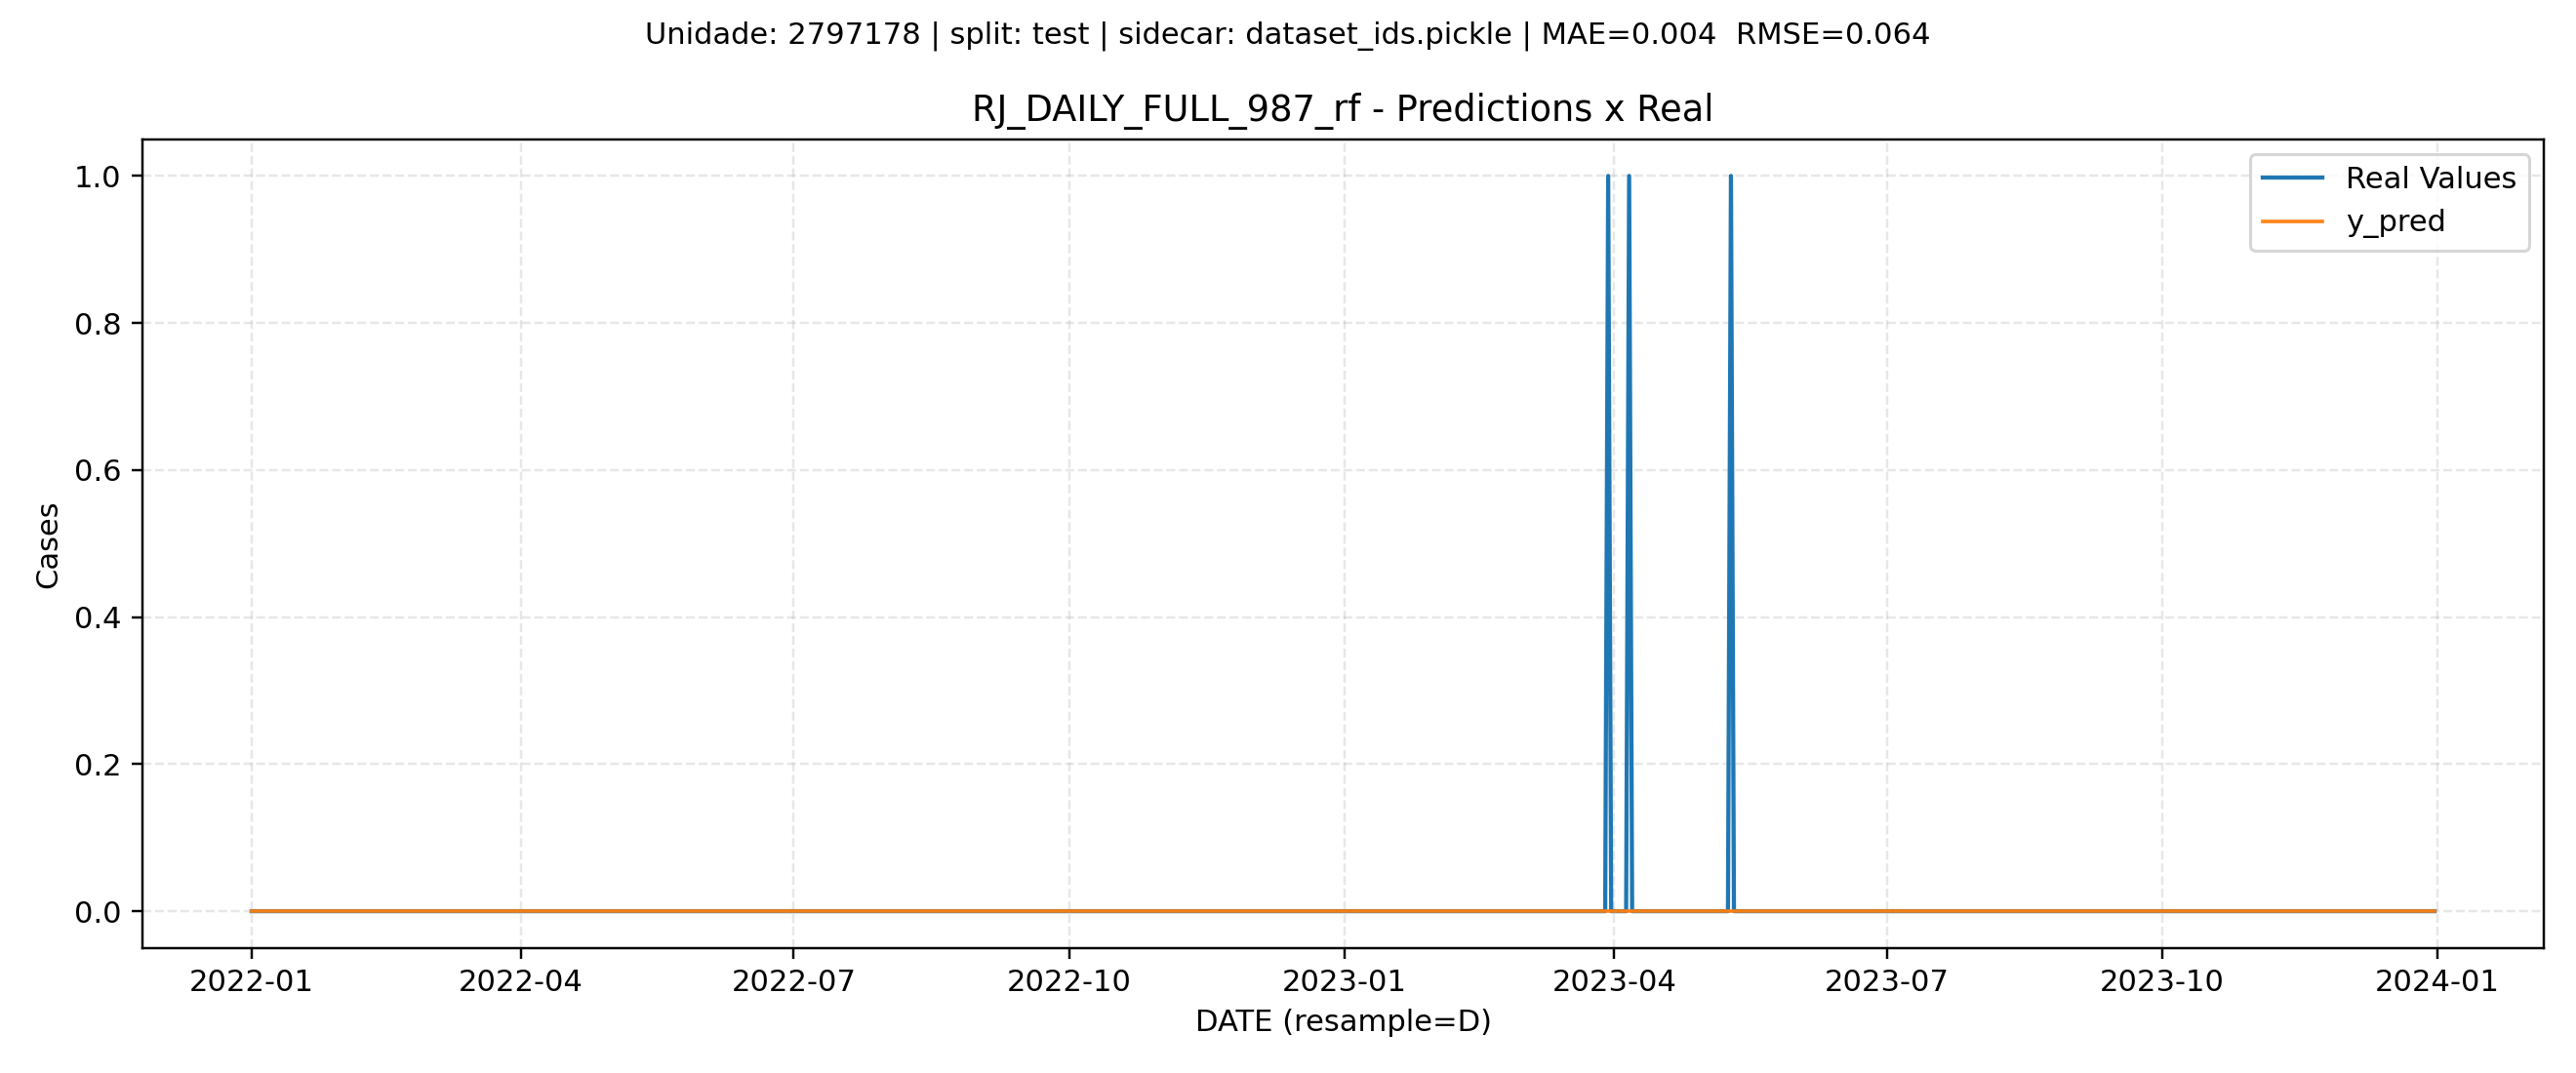 Unidade: 2797178 | split: test | sidecar: dataset_ids.pickle | MAE=0.004  RMSE=0.064
RJ_DAILY_FULL_987_rf - Predictions x Real
Real Values
y_pred
1.0
0.8
0.6
0.4
0.2
0.0
Cases
2022-01
2022-04
2022-07
2022-10
2023-01
2023-04
2023-07
2023-10
2024-01
DATE (resample=D)